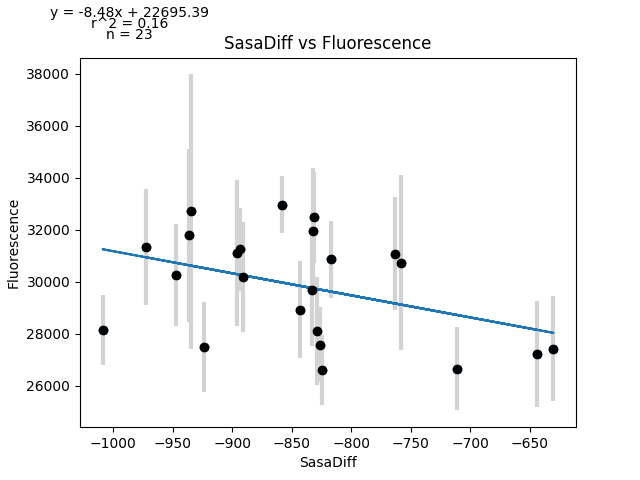 y = -8.48x + 22695.39
r^2 = 0.16
n = 23
SasaDiff vs Fluorescence
38000
36000
34000
32000
30000
28000
26000
Fluorescence
−1000
−950
−900
−850
−800
−750
−700
−650
SasaDiff